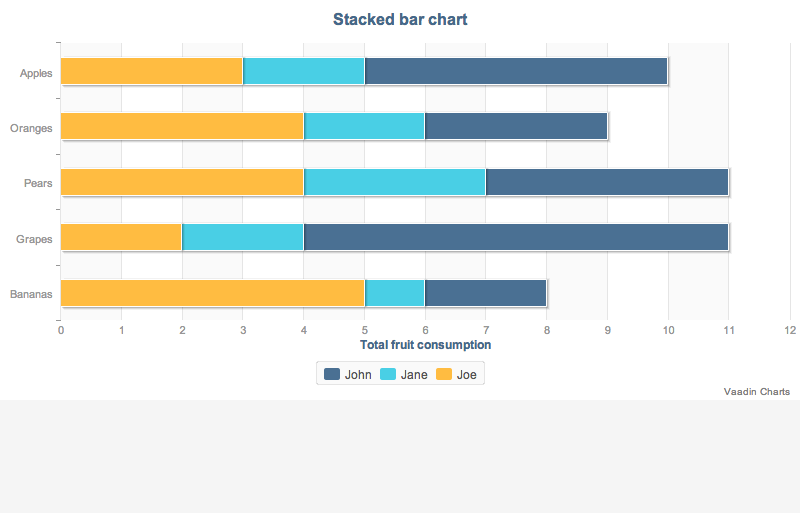 Stacked bar chart
Apples
Oranges
Pears
Grapes
Bananas
0 1 2 3 4 5 6 7 8 9 10 11 12
Total fruit consumption
John Jane Joe
Vaadin Charts